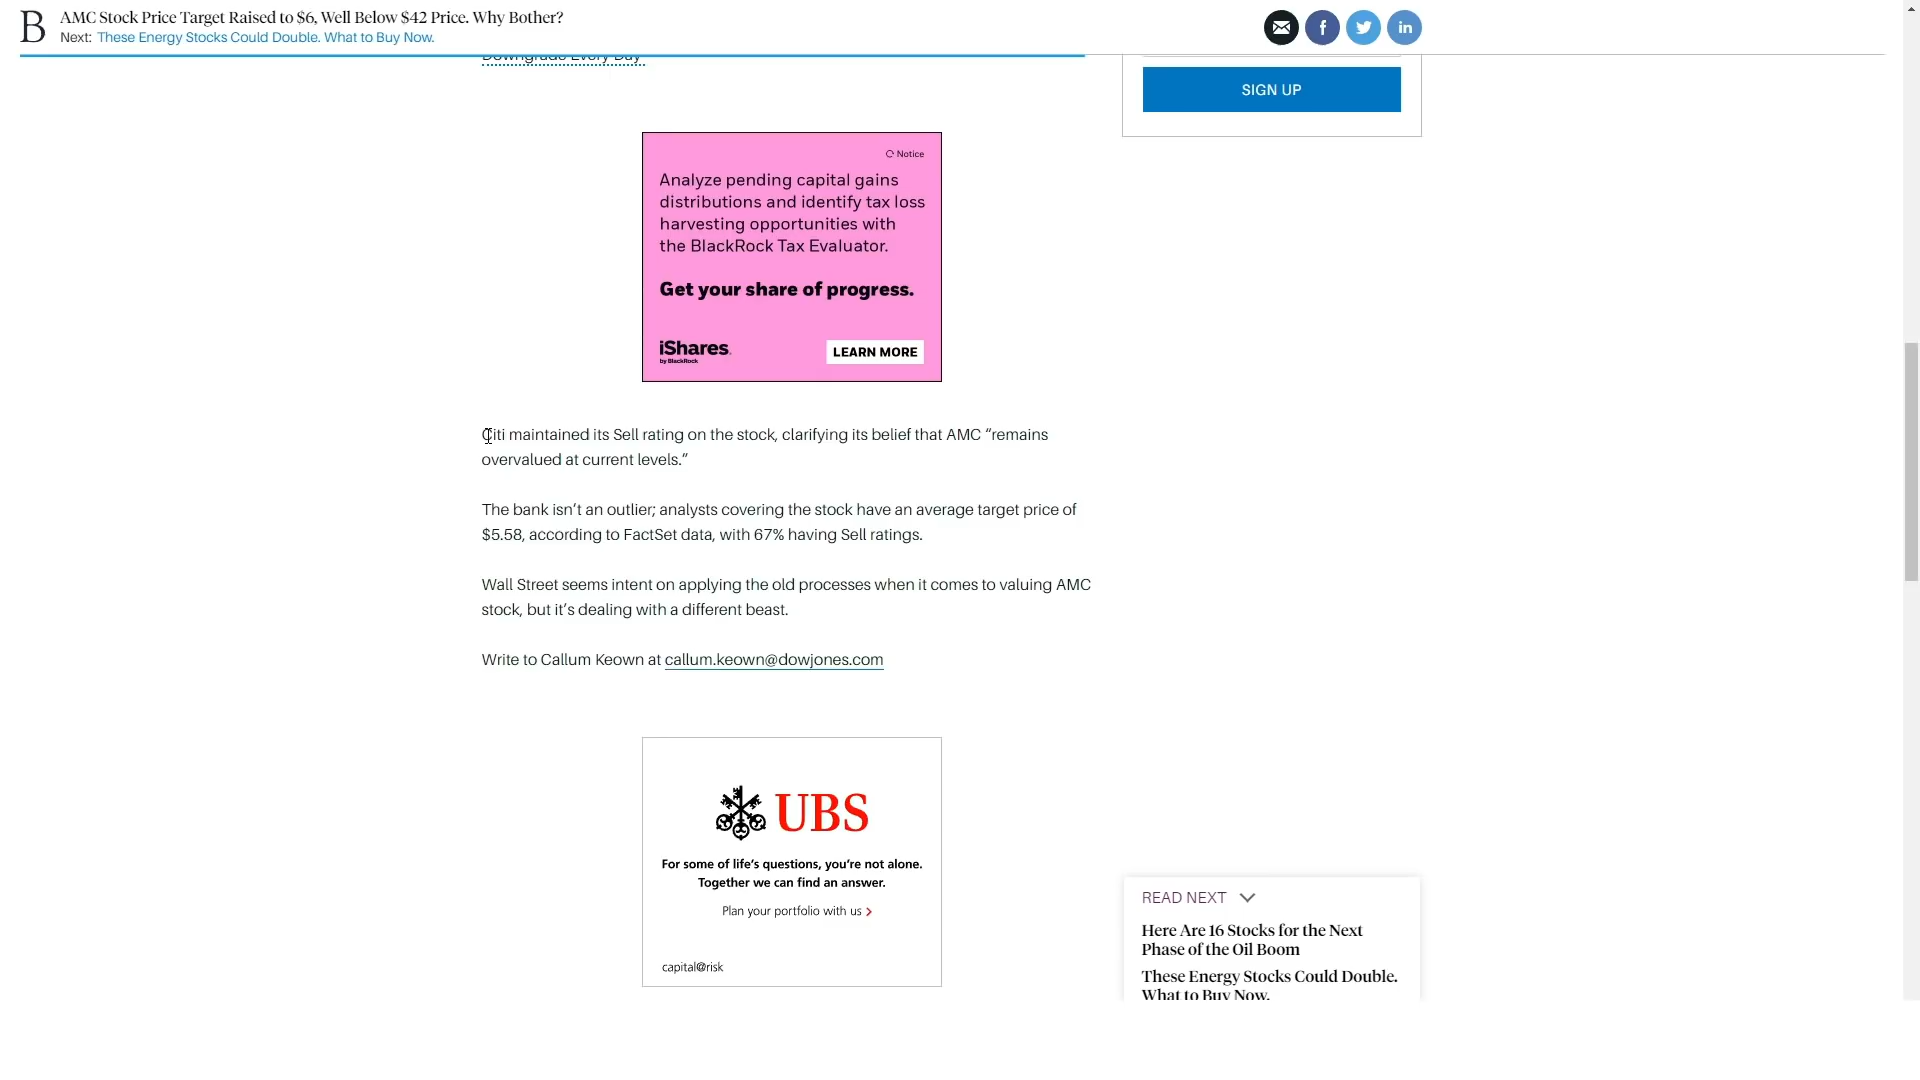 B
AMC Stock Price Target Raised to $6, Well Below $42 Price. Why Bother?
Next: These Energy Stocks Could Double. What to Buy Now.
f
in
Downgrade Every Day
SIGN UP
Notice
Analyze pending capital gains
distributions and identify tax loss
harvesting opportunities with
the BlackRock Tax Evaluator.
Get your share of progress.
iShares.
by BlackRock
LEARN MORE
Citi maintained its Sell rating on the stock, clarifying its belief that AMC “remains
overvalued at current levels.”
The bank isn’t an outlier; analysts covering the stock have an average target price of
$5.58, according to FactSet data, with 67% having Sell ratings.
Wall Street seems intent on applying the old processes when it comes to valuing AMC
stock, but it’s dealing with a different beast.
Write to Callum Keown at callum.keown@dowjones.com
UBS
For some of life’s questions, you’re not alone.
Together we can find an answer.
Plan your portfolio with us
capital@risk
READ NEXT
Here Are 16 Stocks for the Next
Phase of the Oil Boom
These Energy Stocks Could Double.
What to Buy Now.